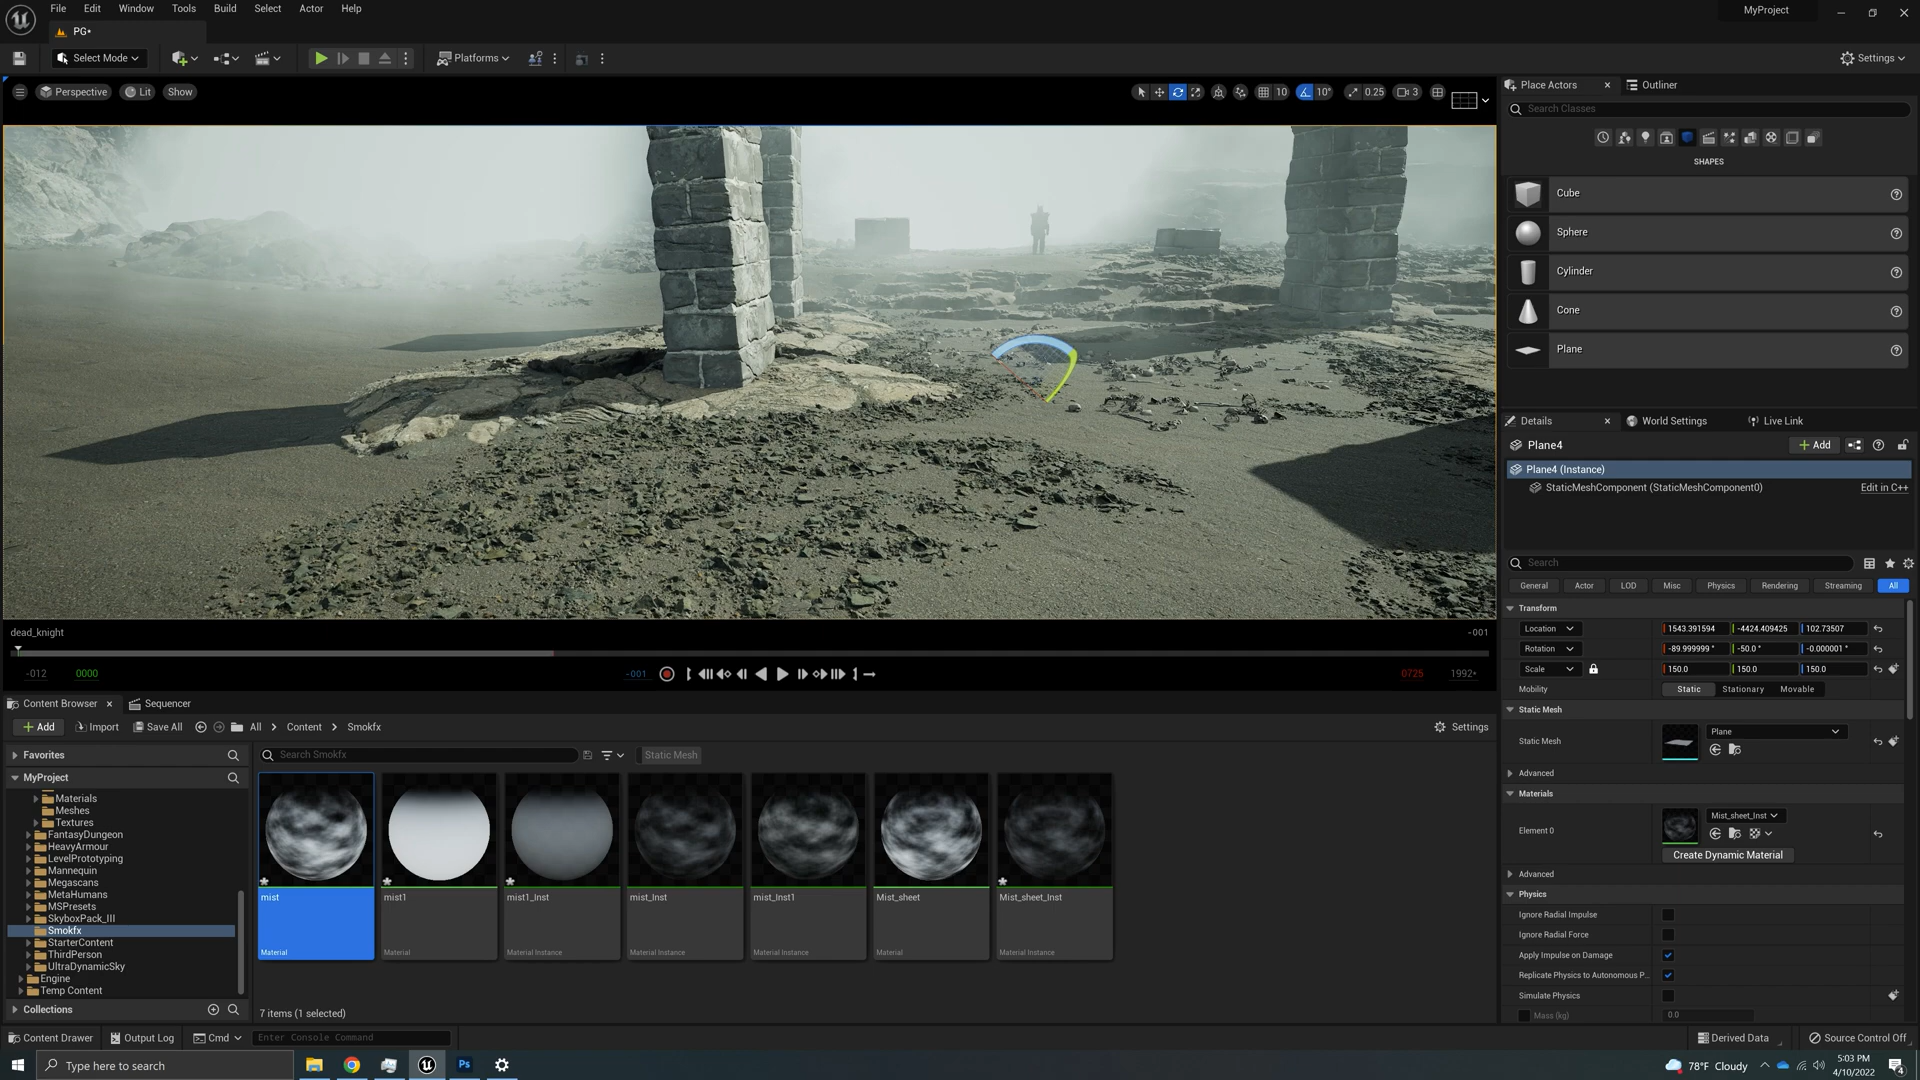 File Edit Window Tools Build Select Actor Help
MyProject
PG*
Select Mode
Platforms
Settings
Perspective Lit Show
10 10° 0.25 3
Place Actors
Outliner
Search Classes
SHAPES
Cube
Sphere
Cylinder
Cone
Plane
Details
World Settings
Live Link
Plane4
Add
Plane4 (Instance)
StaticMeshComponent (StaticMeshComponent0)
Edit in C++
Search
General Actor LOD Misc Physics Rendering Streaming All
Transform
Location 1543.391594 -4424.409425 102.73507
Rotation -89.999999 ° -50.0 ° -0.000001 °
Scale 150.0 150.0 150.0
Mobility Static Stationary Movable
Static Mesh
Static Mesh Plane
Advanced
Materials
Element 0 Mist_sheet_Inst
Create Dynamic Material
Advanced
Physics
Ignore Radial Impulse
Ignore Radial Force
Apply Impulse on Damage
Replicate Physics to Autonomous P...
Simulate Physics
Mass (kg) 0.0
dead_knight
-001
-012 0000 -001 0725 1992*
Content Browser
Sequencer
Add Import Save All All Content Smokfx Settings
Favorites
MyProject
Materials
Meshes
Textures
FantasyDungeon
HeavyArmour
LevelPrototyping
Mannequin
Megascans
MetaHumans
MSPresets
SkyboxPack_III
Smokfx
StarterContent
ThirdPerson
UltraDynamicSky
Engine
Temp Content
Collections
Search Smokfx
Static Mesh
mist mist1 mist1_Inst mist_Inst mist_Inst1 Mist_sheet Mist_sheet_Inst
Material Material Material Instance Material Instance Material Instance Material Material Instance
7 items (1 selected)
Content Drawer Output Log Cmd Enter Console Command
Derived Data Source Control Off
Type here to search
Ps
78°F Cloudy
5:03 PM
4/10/2022
4